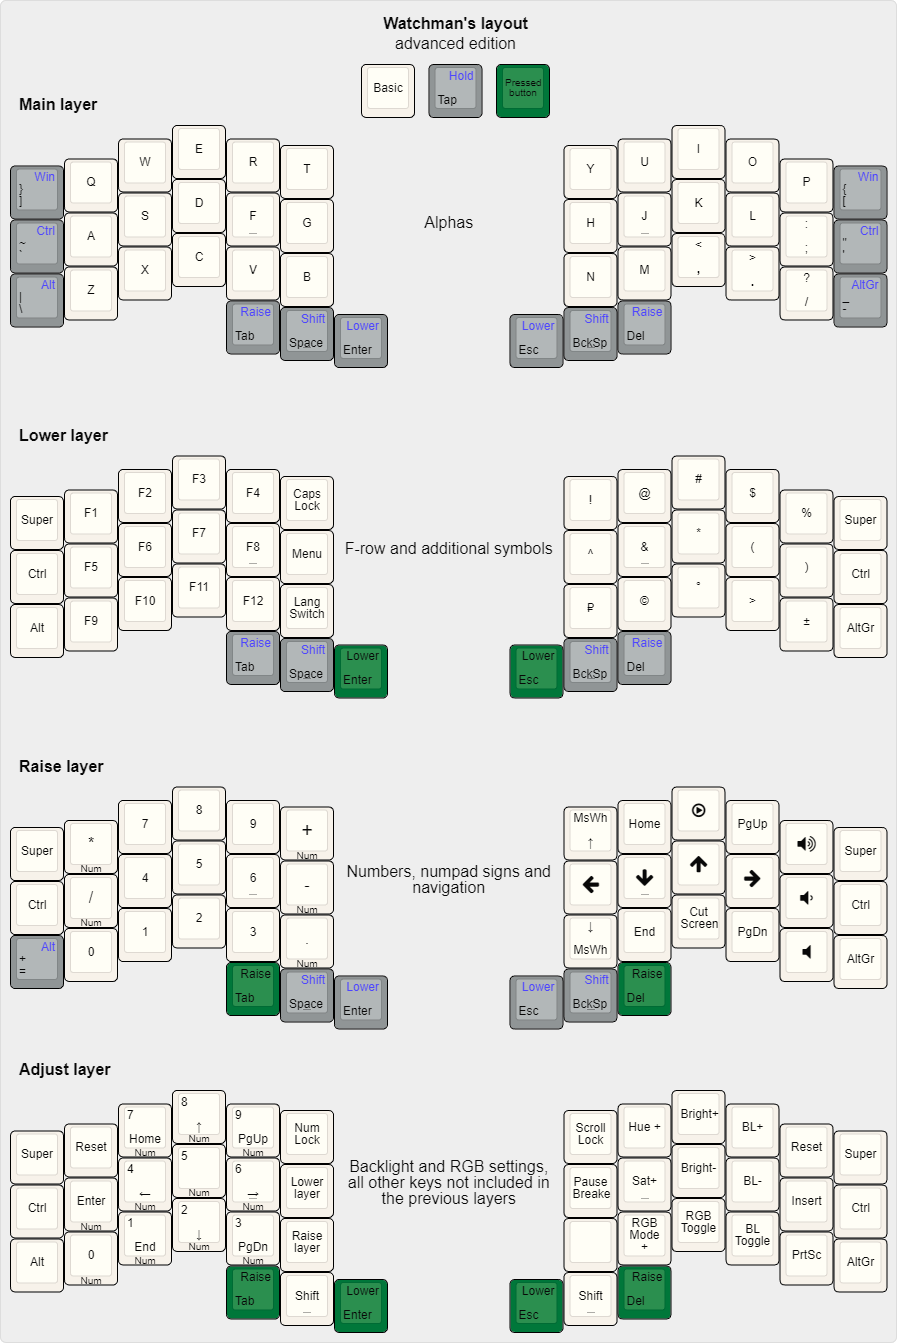 Watchman's layout
advanced edition
Basic
Hold
Tap
Pressed
button
Main layer
Win
}
]
Q
W
E
R
T
Y
U
I
O
P
Win
{
[
Ctrl
~
`
A
S
D
F
_
G
Alphas
H
J
_
K
L
:
;
Ctrl
"
'
Alt
|
\
Z
X
C
V
B
N
M
<
,
>
.
?
/
AltGr
_
-
Raise
Tab
Shift
Space
Lower
Enter
Lower
Esc
Shift
BckSp
Raise
Del
Lower layer
Super
F1
F2
F3
F4
Caps
Lock
!
@
#
$
%
Super
Ctrl
F5
F6
F7
F8
_
Menu
F-row and additional symbols
^
&
_
*
(
)
Ctrl
Alt
F9
F10
F11
F12
Lang
Switch
₽
©
°
>
±
AltGr
Raise
Tab
Shift
Space
Lower
Enter
Lower
Esc
Shift
BckSp
Raise
Del
Raise layer
Super
*
Num
7
8
9
+
Num
MsWh
↑
Home
PgUp
Super
Ctrl
/
Num
4
5
6
_
-
Num
Numbers, numpad signs and
navigation
🡰
🡳
_
🡱
🡲
Ctrl
Alt
+
=
0
1
2
3
.
Num
↓
MsWh
End
Cut
Screen
PgDn
AltGr
Raise
Tab
Shift
Space
Lower
Enter
Lower
Esc
Shift
BckSp
Raise
Del
Adjust layer
Super
Reset
7
Home
Num
8
↑
Num
9
PgUp
Num
Num
Lock
Scroll
Lock
Hue +
Bright+
BL+
Reset
Super
Ctrl
Enter
Num
4
←
Num
5
Num
6
→
Num
Lower
layer
Backlight and RGB settings,
all other keys not included in
the previous layers
Pause
Breake
Sat+
_
Bright-
BL-
Insert
Ctrl
Alt
0
Num
1
End
Num
2
↓
Num
3
PgDn
Num
Raise
layer
RGB
Mode
+
RGB
Toggle
BL
Toggle
PrtSc
AltGr
Raise
Tab
Shift
_
Lower
Enter
Lower
Esc
Shift
_
Raise
Del